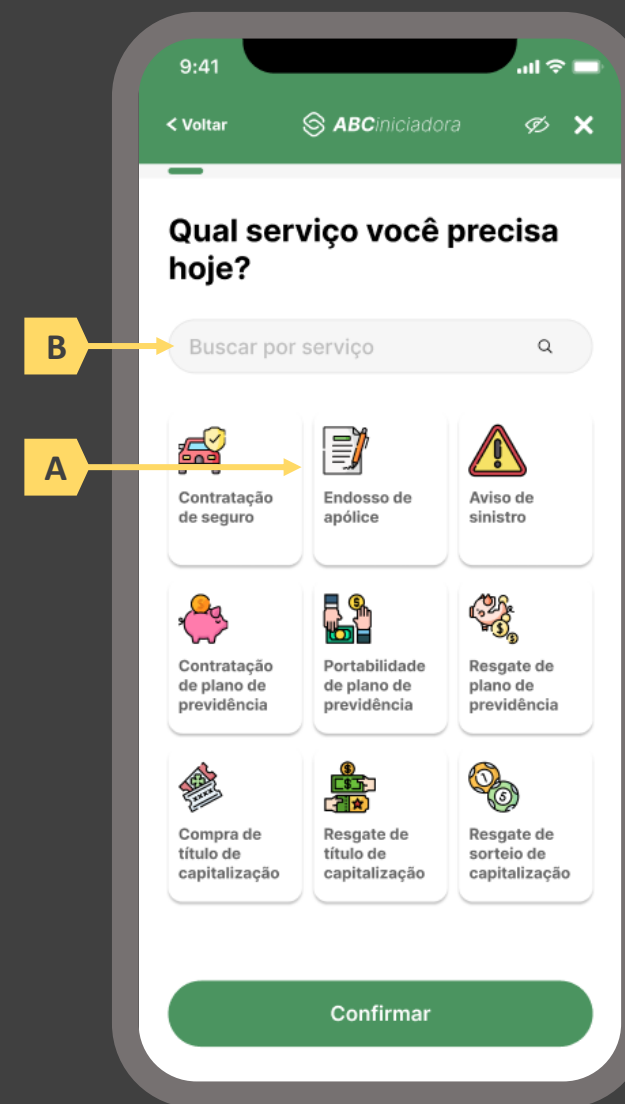 9:41
< Voltar
ABCiniciadora
Qual serviço você precisa
hoje?
B
Buscar por serviço
A
Contratação
de seguro
Endosso de
apólice
Aviso de
sinistro
Contratação
de plano de
previdência
Portabilidade
de plano de
previdência
Resgate de
plano de
previdência
Compra de
título de
capitalização
Resgate de
título de
capitalização
Resgate de
sorteio de
capitalização
Confirmar